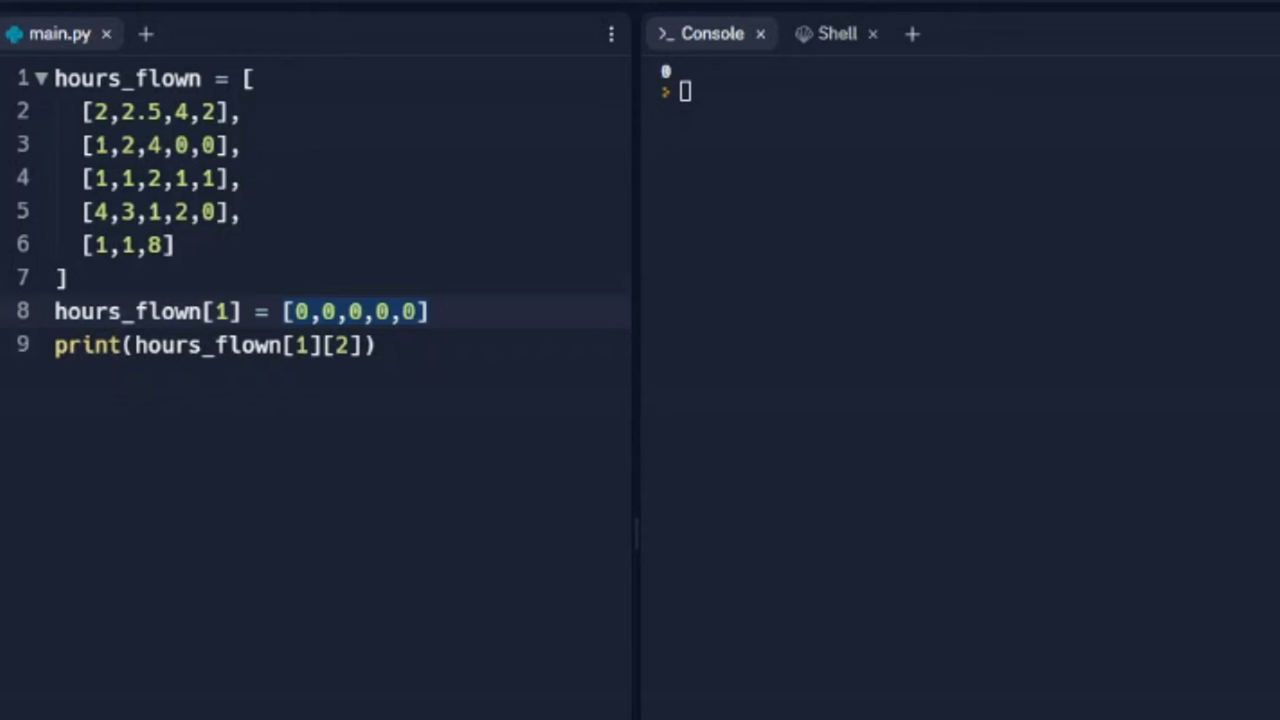 main.py × +
1 hours_flown = [
2 [2,2.5,4,2],
3 [1,2,4,0,0],
4 [1,1,2,1,1],
5 [4,3,1,2,0],
6 [1,1,8]
7 ]
8 hours_flown[1] = [0,0,0,0,0]
9 print(hours_flown[1][2])
>_ Console × Shell × +
0
>